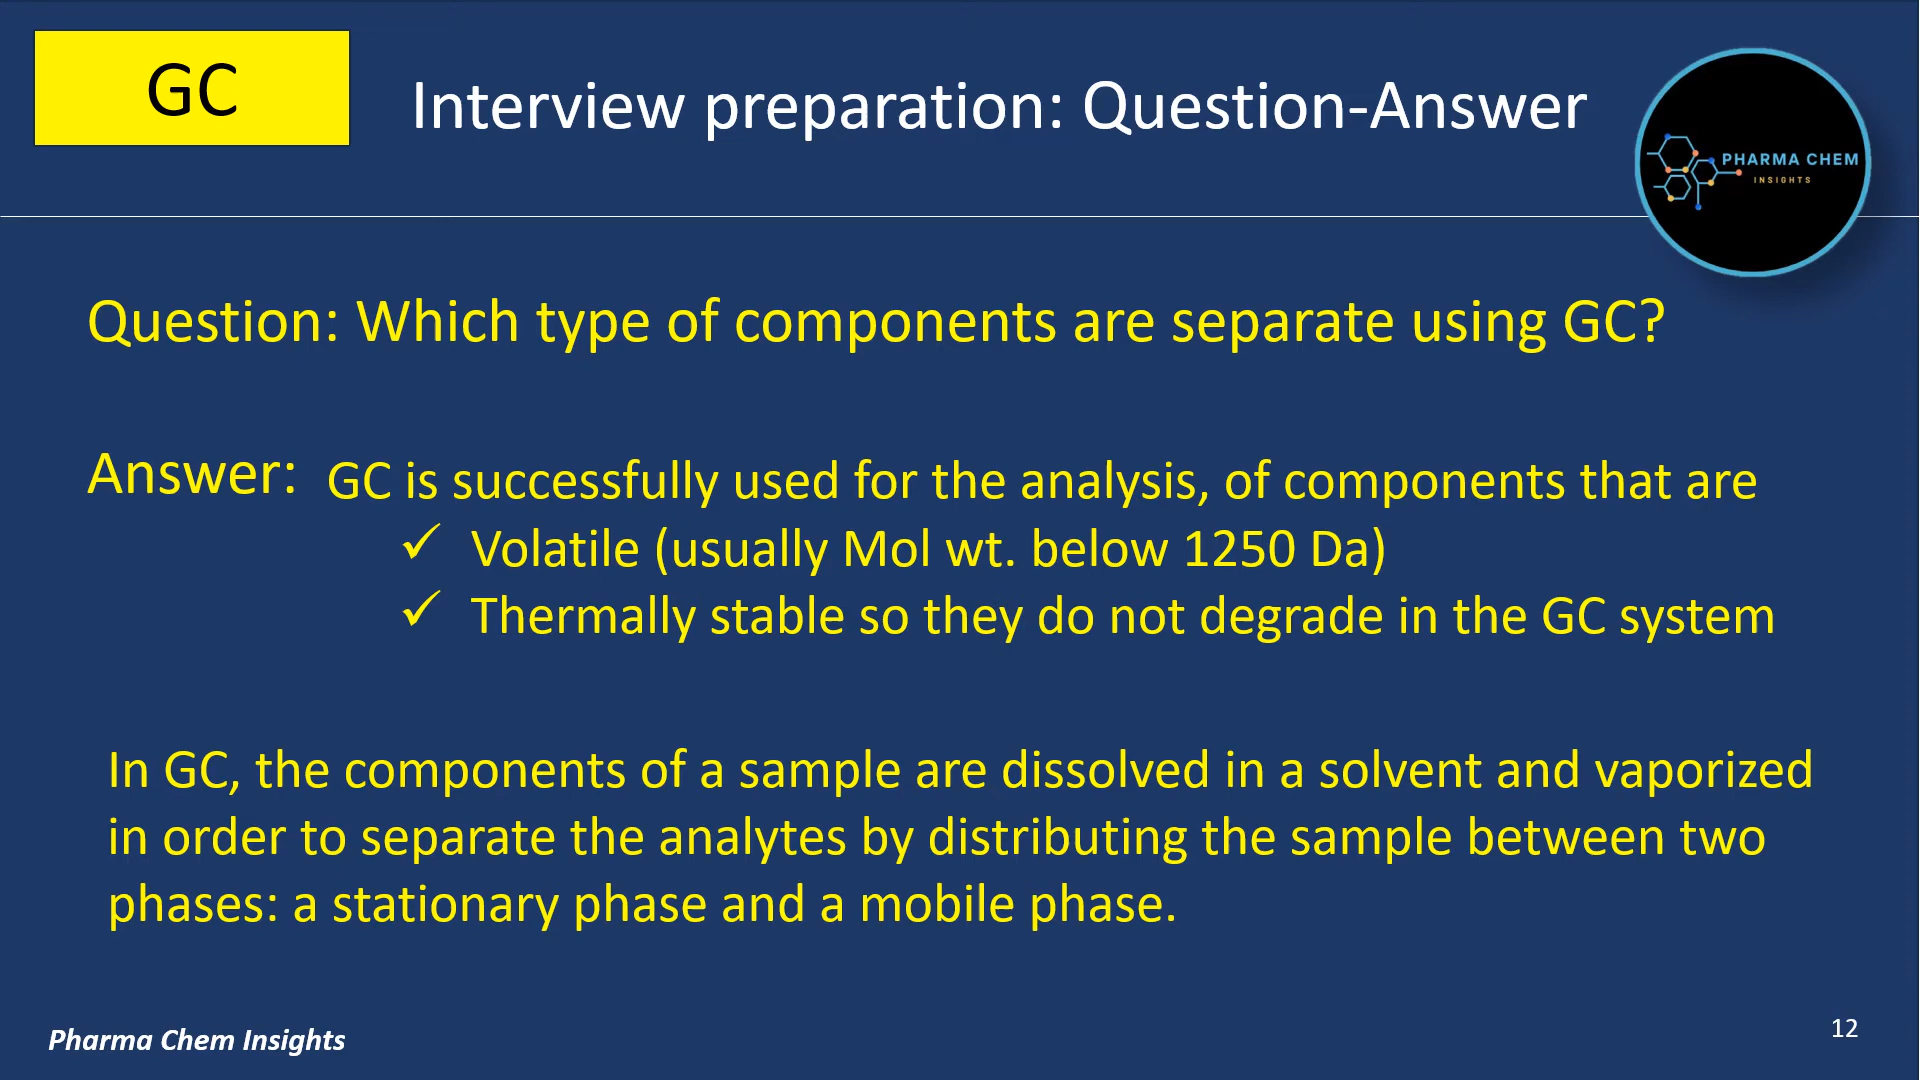 GC
Interview preparation: Question-Answer
PHARMA CHEM
INSIGHTS
Question: Which type of components are separate using GC?
Answer: GC is successfully used for the analysis, of components that are
✓ Volatile (usually Mol wt. below 1250 Da)
✓ Thermally stable so they do not degrade in the GC system
In GC, the components of a sample are dissolved in a solvent and vaporized
in order to separate the analytes by distributing the sample between two
phases: a stationary phase and a mobile phase.
Pharma Chem Insights
12